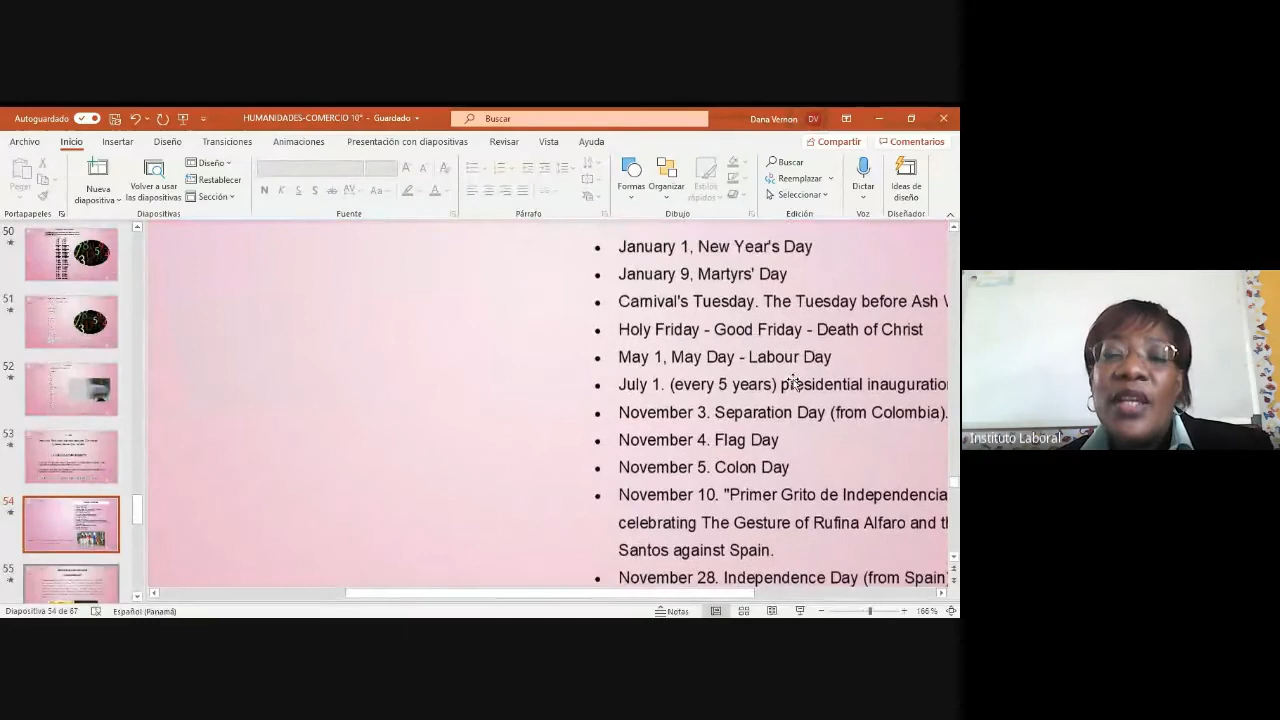 Autoguardado
HUMANIDADES-COMERCIO 10° - Guardado
Buscar
Dana Vernon DV
Archivo Inicio Insertar Diseño Transiciones Animaciones Presentación con diapositivas Revisar Vista Ayuda
Compartir Comentarios
Pegar
Nueva diapositiva
Volver a usar las diapositivas
Diseño
Restablecer
Sección
N K S S ab AV Aa A
Formas Organizar Estilos rápidos
Buscar
Reemplazar
Seleccionar
Dictar
Ideas de diseño
Portapapeles Diapositivas Fuente Párrafo Dibujo Edición Voz Diseñador
50
51
52
53
54
55
• January 1, New Year's Day
• January 9, Martyrs' Day
• Carnival's Tuesday. The Tuesday before Ash
• Holy Friday - Good Friday - Death of Christ
• May 1, May Day - Labour Day
• July 1. (every 5 years) presidential inauguration
• November 3. Separation Day (from Colombia).
• November 4. Flag Day
• November 5. Colon Day
• November 10. "Primer Grito de Independencia
celebrating The Gesture of Rufina Alfaro and
Santos against Spain.
• November 28. Independence Day (from Spain
Diapositiva 54 de 67 Español (Panamá) Notas 166 %
Instituto Laboral